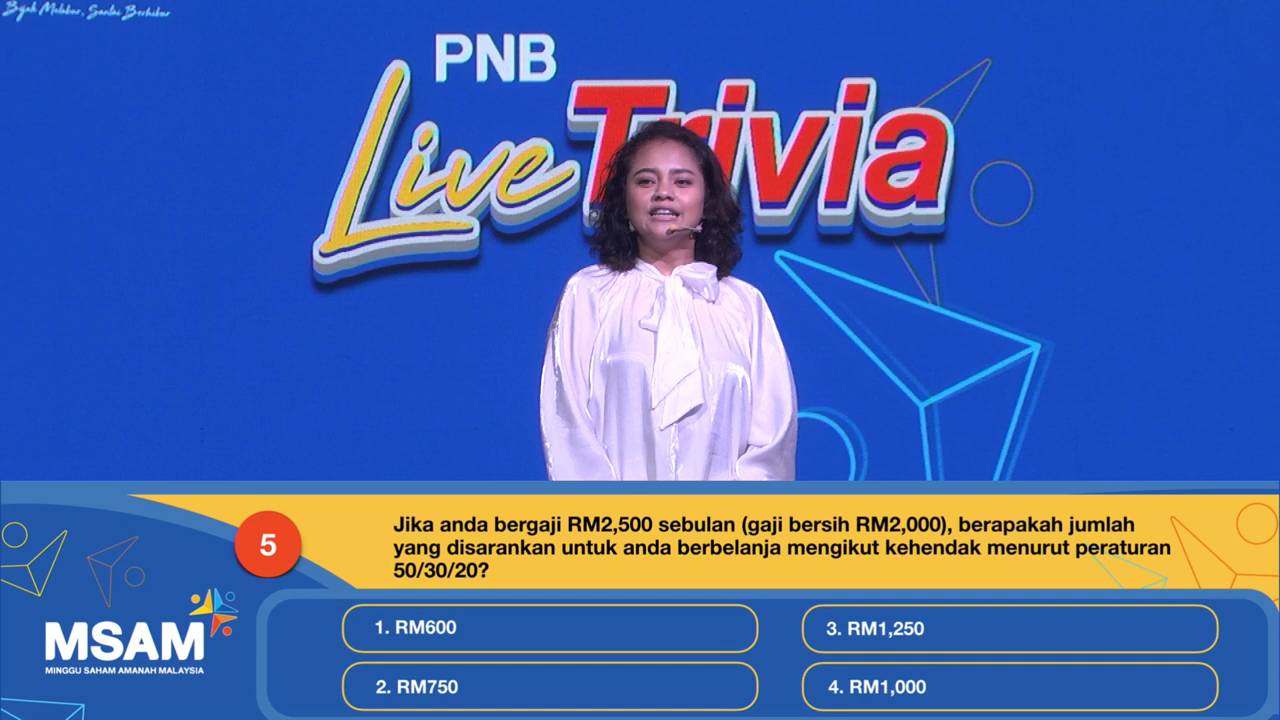 Bijak Melabur, Santai Berhibur
PNB
Live Trivia
5
Jika anda bergaji RM2,500 sebulan (gaji bersih RM2,000), berapakah jumlah
yang disarankan untuk anda berbelanja mengikut kehendak menurut peraturan
50/30/20?
MSAM
MINGGU SAHAM AMANAH MALAYSIA
1. RM600
3. RM1,250
2. RM750
4. RM1,000